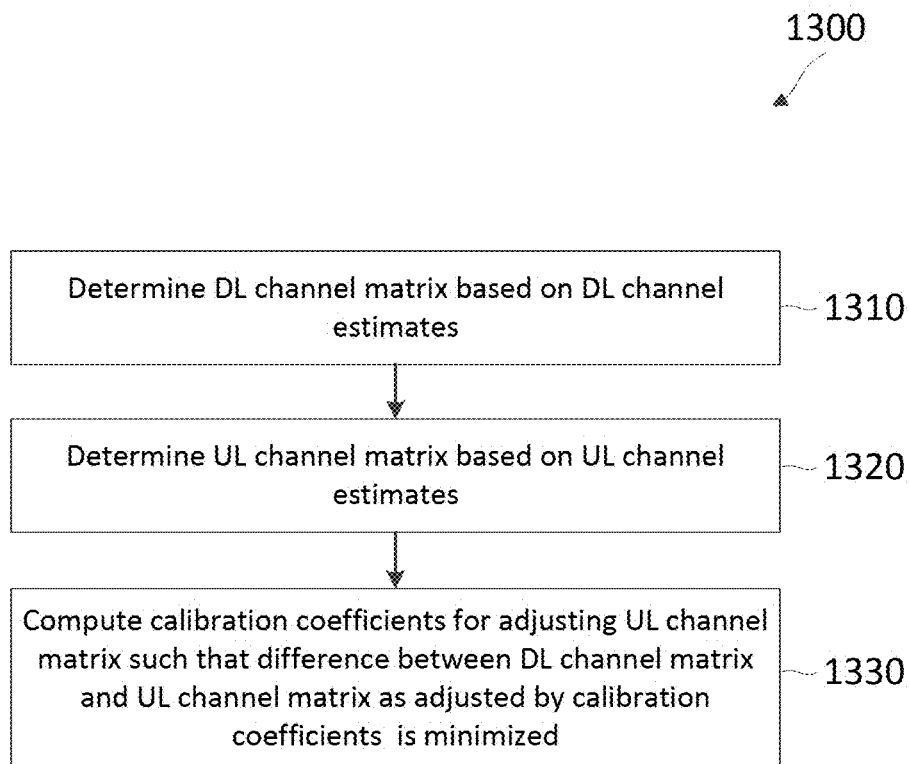 1300
Determine DL channel matrix based on DL channel
estimates
1310
Determine UL channel matrix based on UL channel
estimates
1320
Compute calibration coefficients for adjusting UL channel
matrix such that difference between DL channel matrix
and UL channel matrix as adjusted by calibration
coefficients is minimized
1330